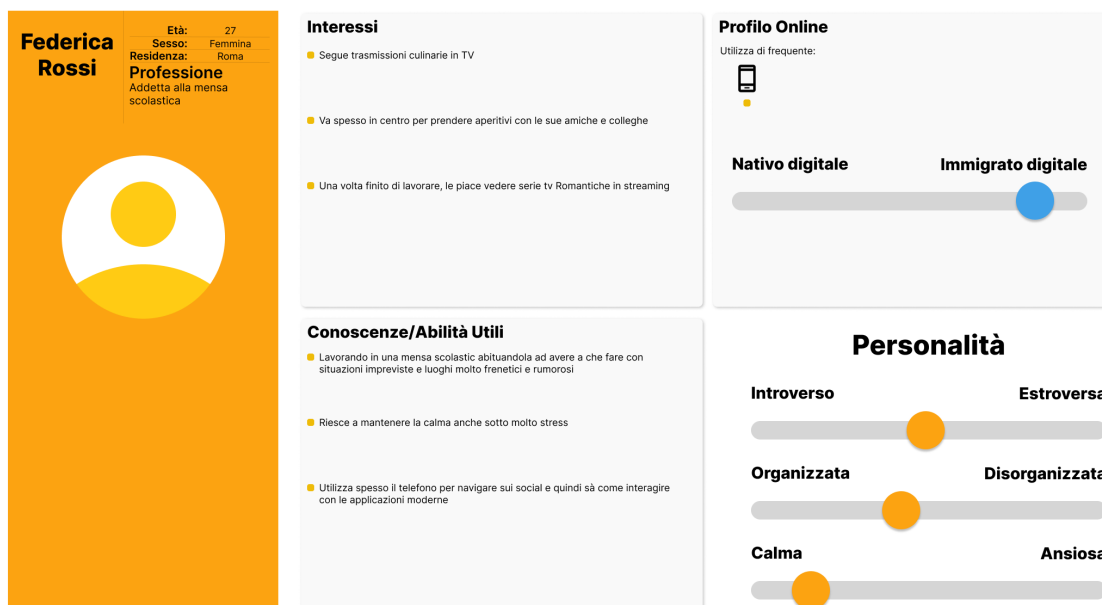 Federica
Rossi
Età: 27
Sesso: Femmina
Residenza: Roma
Professione
Addetta alla mensa
scolastica
Interessi
Segue trasmissioni culinarie in TV
Va spesso in centro per prendere aperitivi con le sue amiche e colleghe
Una volta finito di lavorare, le piace vedere serie tv Romantiche in streaming
Profilo Online
Utilizza di frequente:
Nativo digitale
Immigrato digitale
Conoscenze/Abilità Utili
Lavorando in una mensa scolastic abituandola ad avere a che fare con
situazioni impreviste e luoghi molto frenetici e rumorosi
Riesce a mantenere la calma anche sotto molto stress
Utilizza spesso il telefono per navigare sui social e quindi sà come interagire
con le applicazioni moderne
Personalità
Introverso
Estroversa
Organizzata
Disorganizzata
Calma
Ansiosa